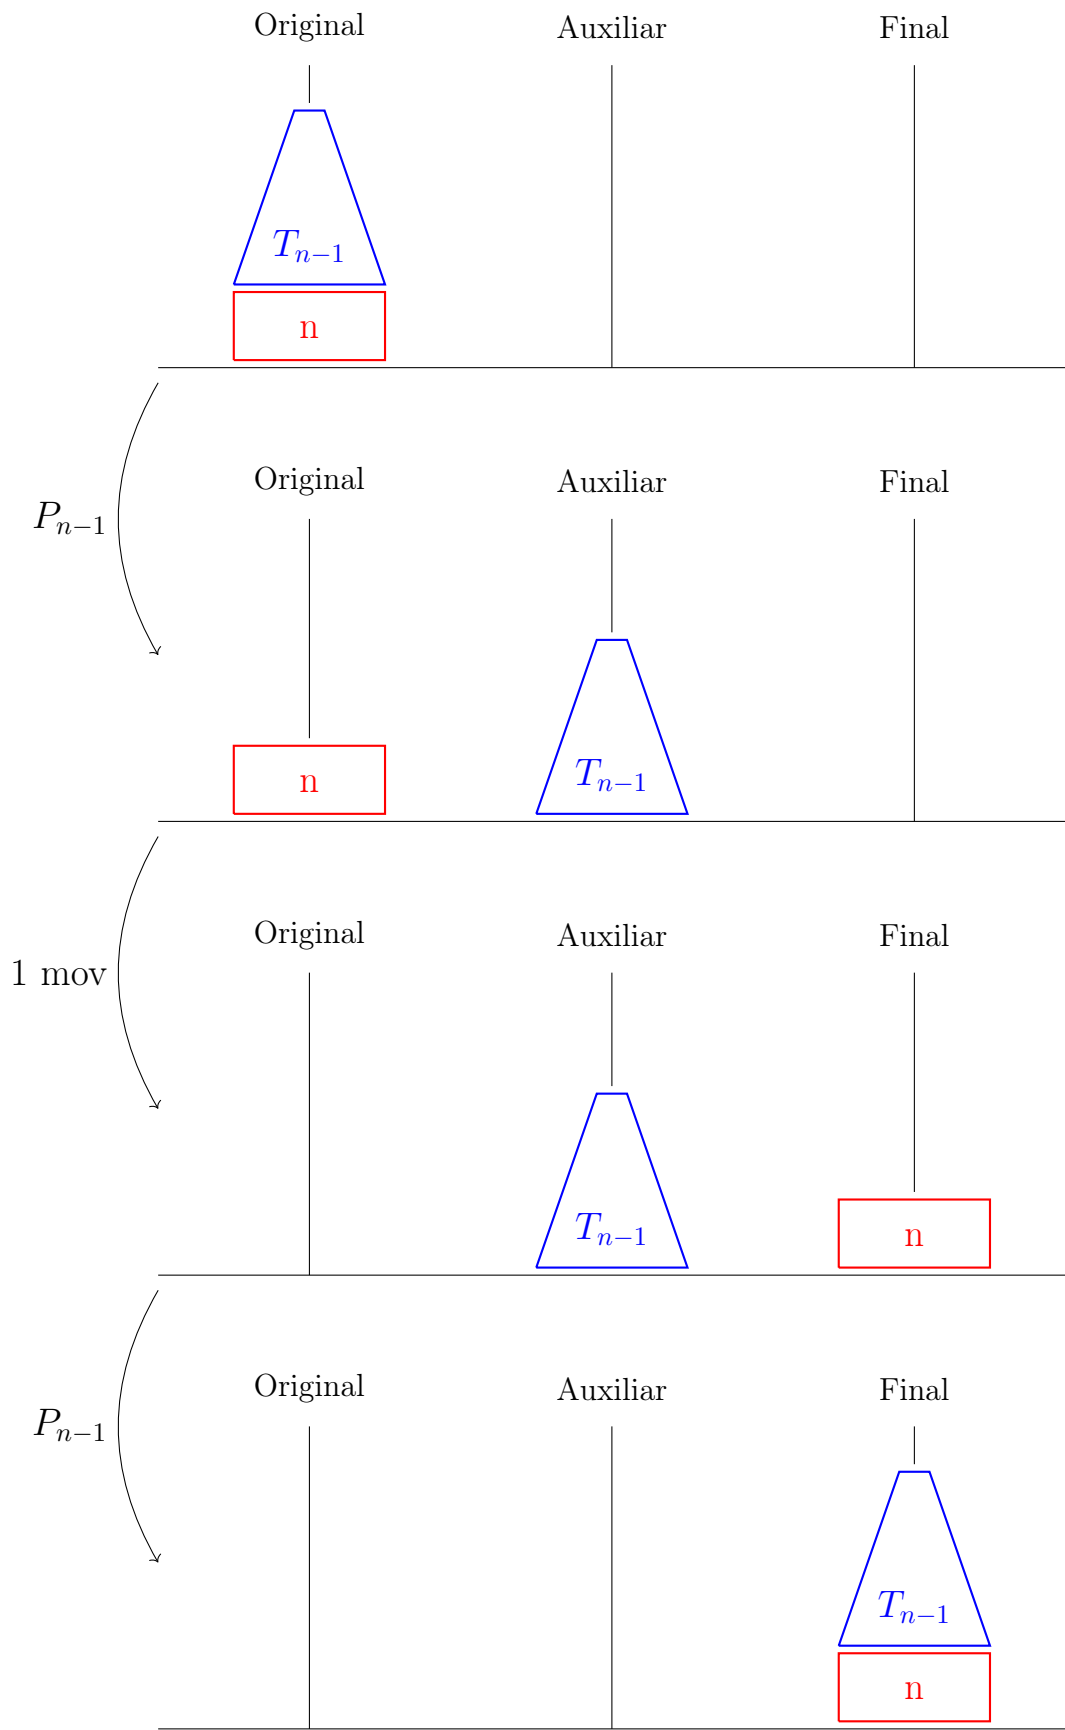 Original Auxiliar Final
T_{n−1}
n
P_{n−1}
Original Auxiliar Final
n T_{n−1}
1 mov
Original Auxiliar Final
T_{n−1} n
P_{n−1}
Original Auxiliar Final
T_{n−1}
n